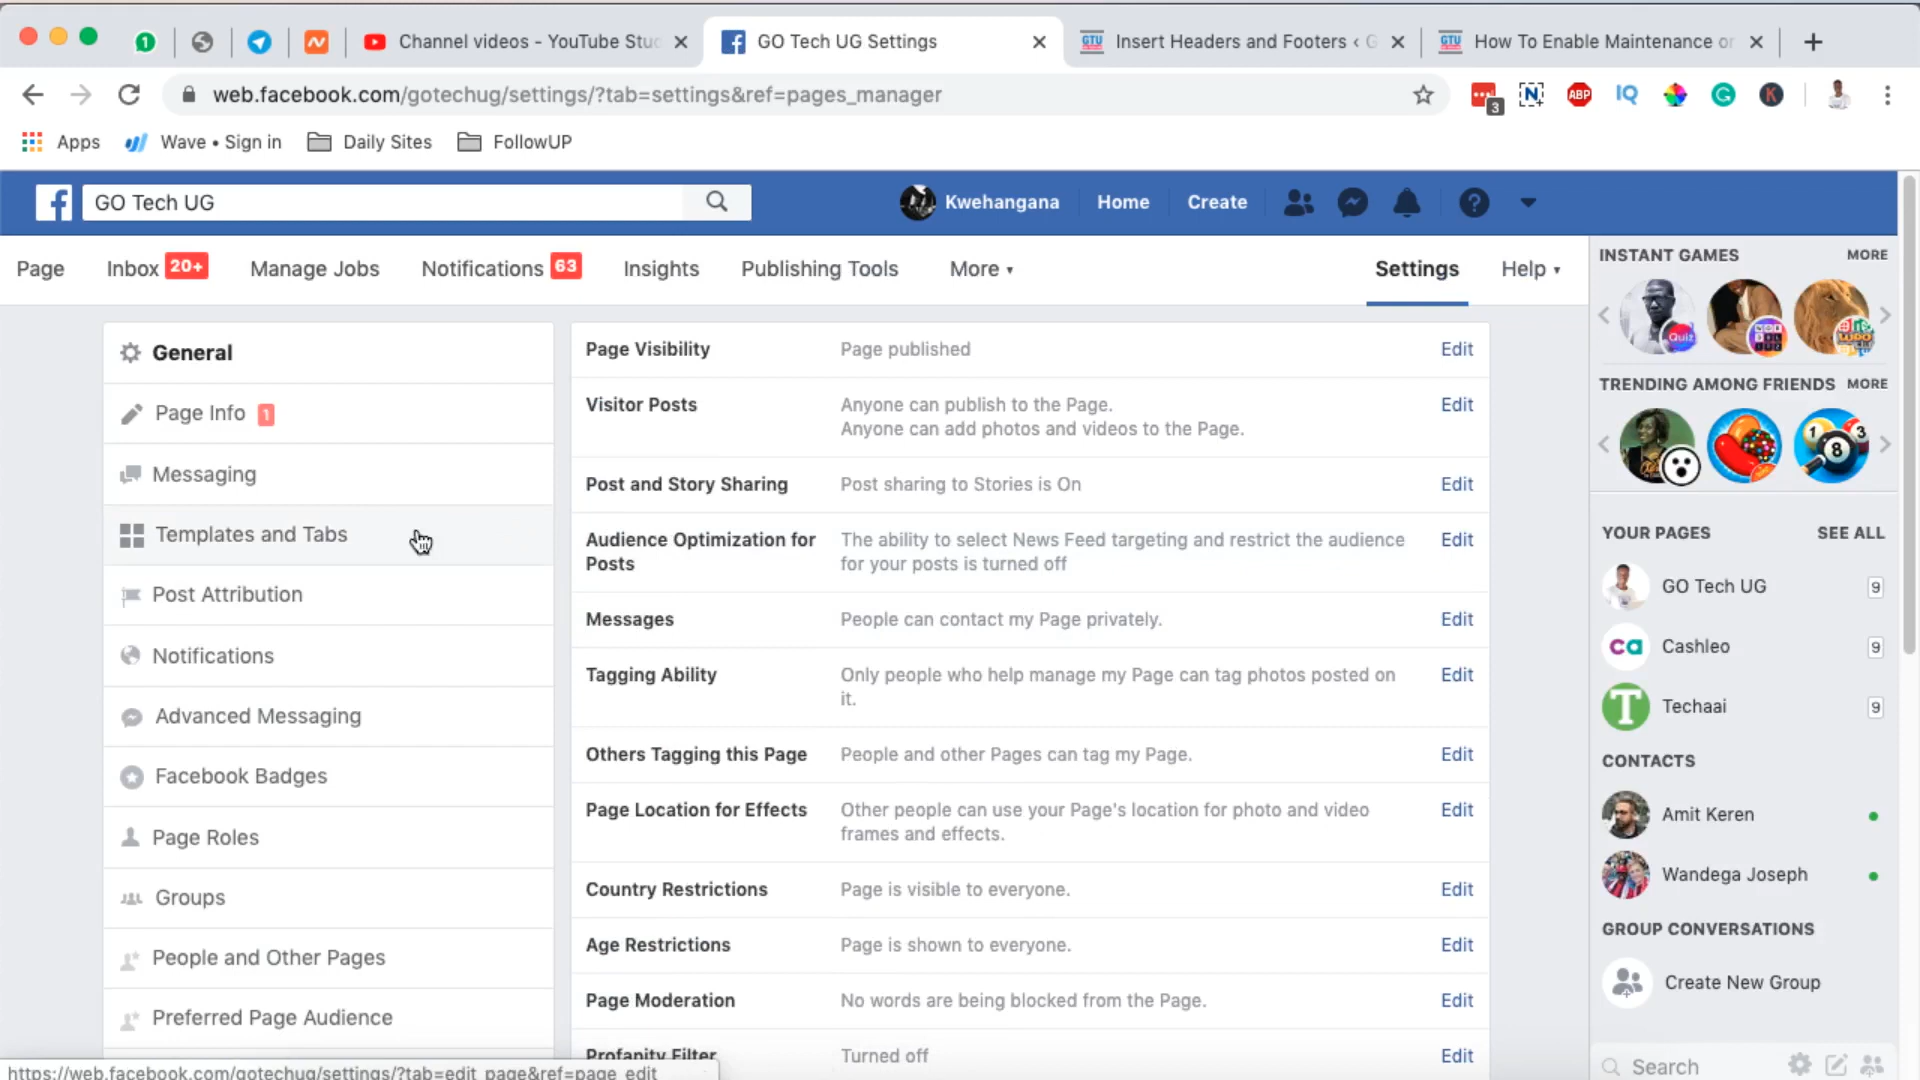 1
Channel videos - YouTube Stu
GO Tech UG Settings
GTU
Insert Headers and Footers ‹ G
GTU
How To Enable Maintenance or
web.facebook.com/gotechug/settings/?tab=settings&ref=pages_manager
3
ABP
IQ
G
K
Apps
Wave • Sign in
Daily Sites
FollowUP
GO Tech UG
Kwehangana
Home
Create
Page
Inbox 20+
Manage Jobs
Notifications 63
Insights
Publishing Tools
More
Settings
Help
General
Page Info 1
Messaging
Templates and Tabs
Post Attribution
Notifications
Advanced Messaging
Facebook Badges
Page Roles
Groups
People and Other Pages
Preferred Page Audience
Page Visibility
Page published
Edit
Visitor Posts
Anyone can publish to the Page.
Anyone can add photos and videos to the Page.
Edit
Post and Story Sharing
Post sharing to Stories is On
Edit
Audience Optimization for
Posts
The ability to select News Feed targeting and restrict the audience
for your posts is turned off
Edit
Messages
People can contact my Page privately.
Edit
Tagging Ability
Only people who help manage my Page can tag photos posted on
it.
Edit
Others Tagging this Page
People and other Pages can tag my Page.
Edit
Page Location for Effects
Other people can use your Page's location for photo and video
frames and effects.
Edit
Country Restrictions
Page is visible to everyone.
Edit
Age Restrictions
Page is shown to everyone.
Edit
Page Moderation
No words are being blocked from the Page.
Edit
Profanity Filter
Turned off
Edit
INSTANT GAMES
MORE
Quiz
TRENDING AMONG FRIENDS
MORE
1 8 3
YOUR PAGES
SEE ALL
GO Tech UG
9
ca
Cashleo
9
T
Techaai
9
CONTACTS
Amit Keren
Wandega Joseph
GROUP CONVERSATIONS
Create New Group
Search
https://web.facebook.com/gotechug/settings/?tab=edit_page&ref=page_edit